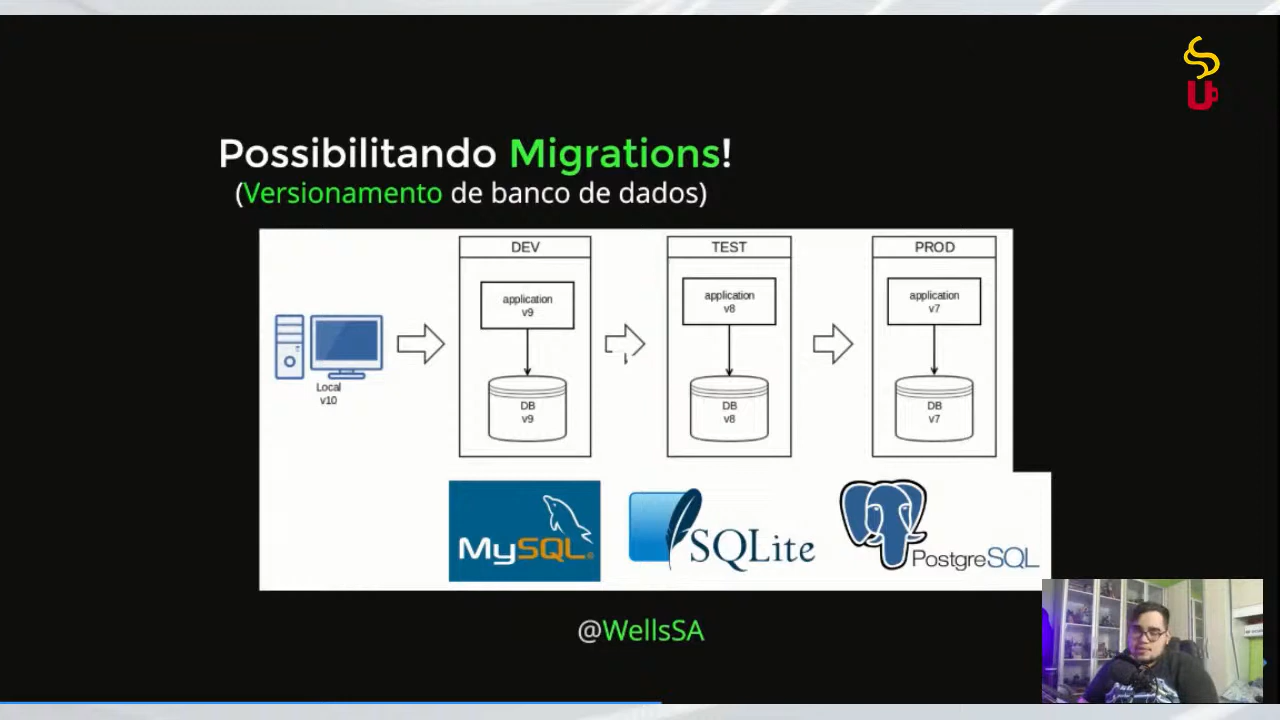 Possibilitando Migrations!
(Versionamento de banco de dados)
DEV
TEST
PROD
application
v9
application
v8
application
v7
Local
v10
DB
v9
DB
v8
DB
v7
MySQL®
SQLite
PostgreSQL
@WellsSA